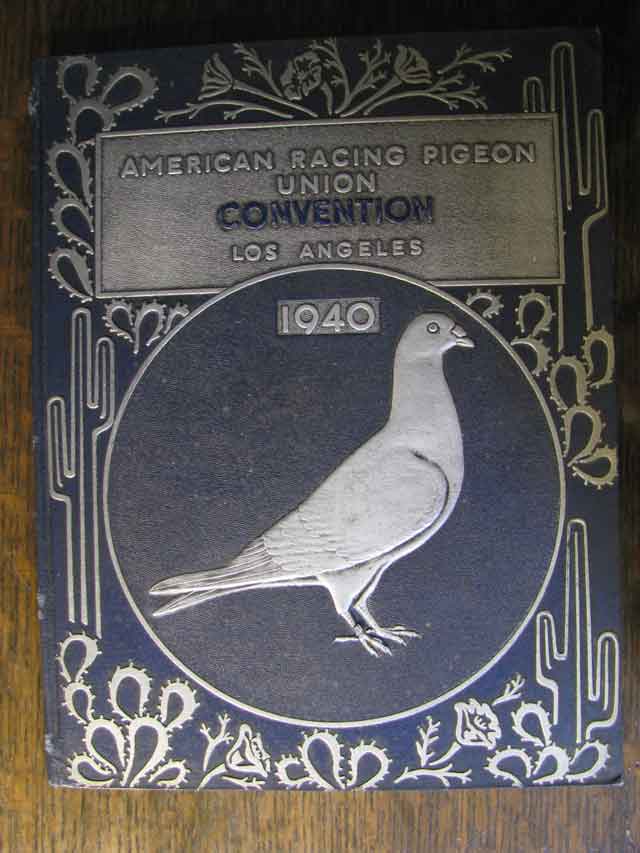 AMERICAN RACING PIGEON
UNION
CONVENTION
LOS ANGELES
1940